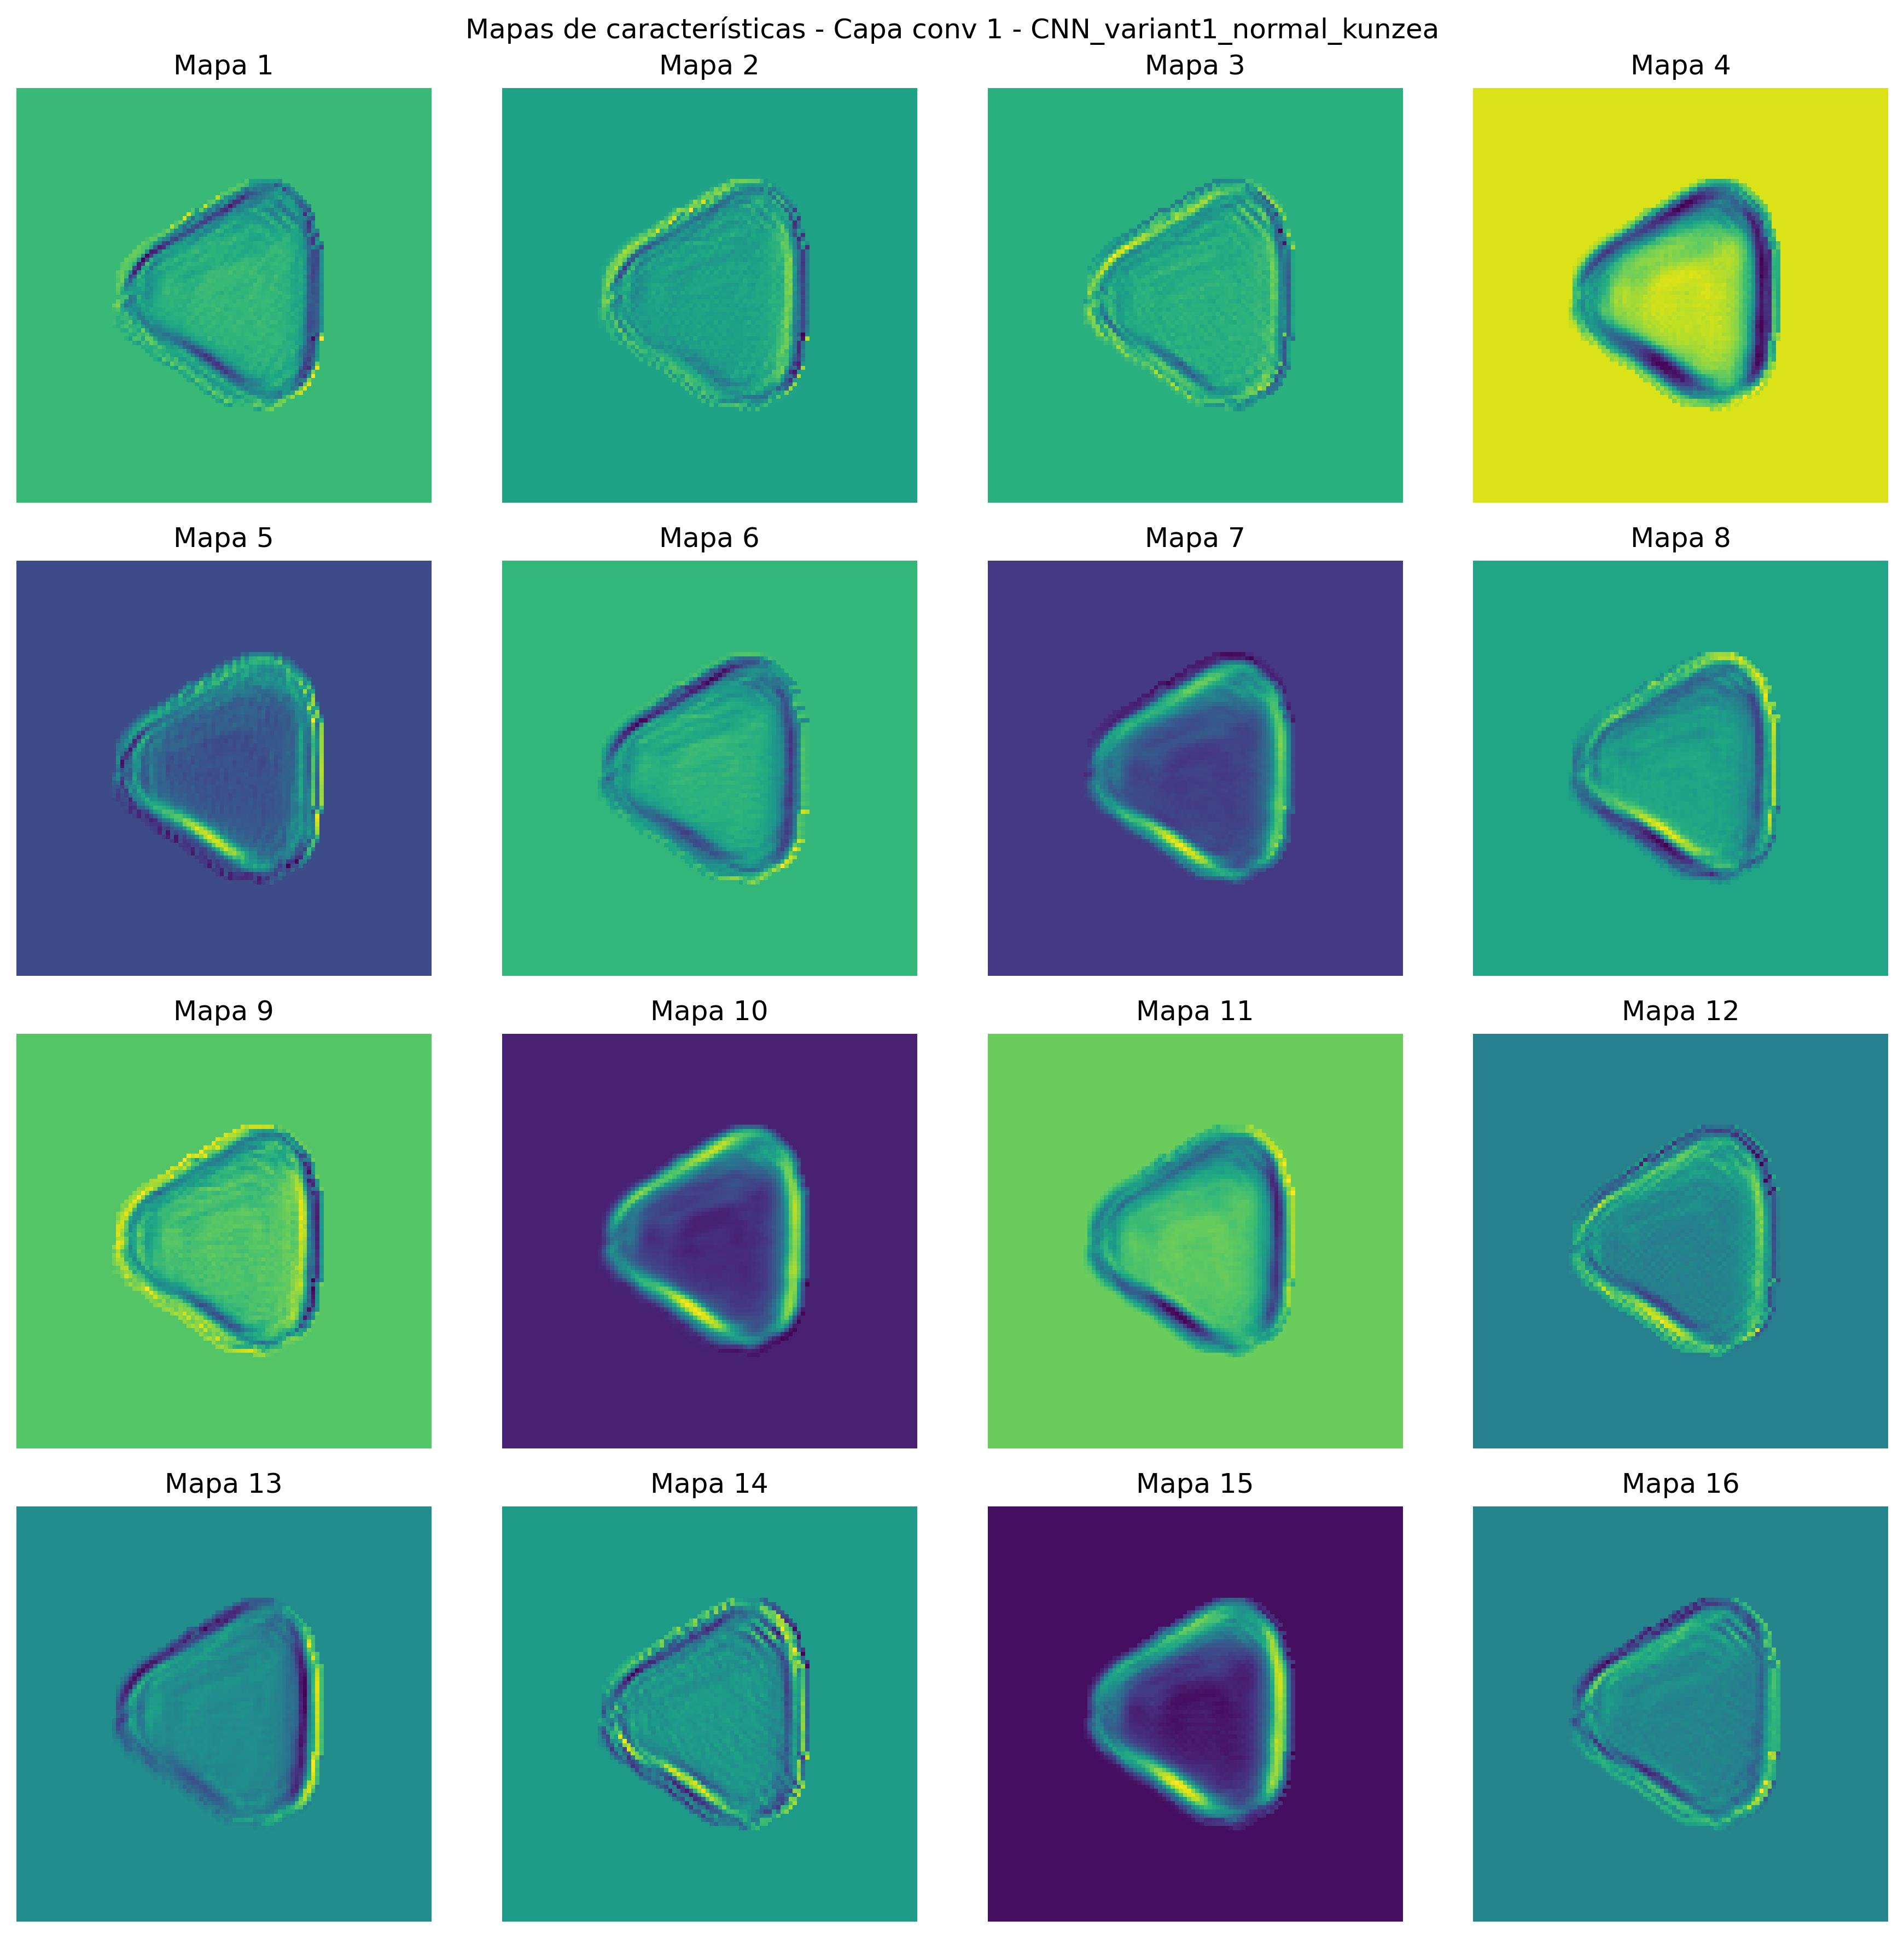 Mapas de características - Capa conv 1 - CNN_variant1_normal_kunzea
Mapa 1
Mapa 2
Mapa 3
Mapa 4
Mapa 5
Mapa 6
Mapa 7
Mapa 8
Mapa 9
Mapa 10
Mapa 11
Mapa 12
Mapa 13
Mapa 14
Mapa 15
Mapa 16